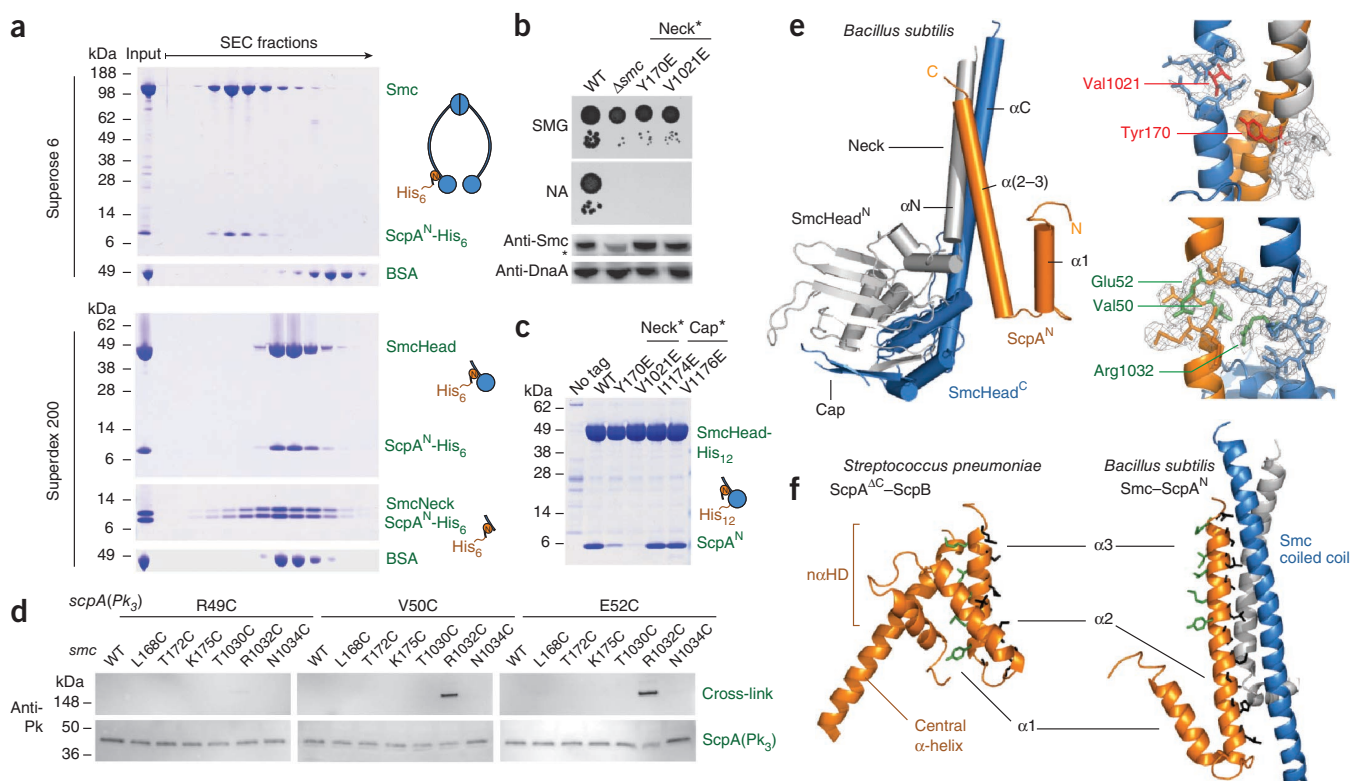 a
SEC fractions
kDa Input
Superose 6
188
98
62
49
38
28
14
6
49
Smc
His6
N
ScpA^N-His6
BSA
Superdex 200
62
49
38
28
14
6
14
6
49
SmcHead
His6
N
ScpA^N-His6
SmcNeck
ScpA^N-His6
His6
N
BSA
b
Neck*
WT Δsmc Y170E V1021E
SMG
NA
Anti-Smc
*
Anti-DnaA
c
Neck* Cap*
No tag WT Y170E V1021E I1174E V1176E
kDa
62
49
38
28
14
6
SmcHead-
His12
N
His12
ScpA^N
d
scpA(Pk3) R49C V50C E52C
smc WT L168C T172C K175C T1030C R1032C N1034C WT L168C T172C K175C T1030C R1032C N1034C WT L168C T172C K175C T1030C R1032C N1034C
kDa
148
Anti-
Pk
50
36
Cross-link
ScpA(Pk3)
e
Bacillus subtilis
C
αC
Neck
α(2–3)
αN
SmcHead^N
N
α1
ScpA^N
SmcHead^C
Cap
Val1021
Tyr170
Glu52
Val50
Arg1032
f
Streptococcus pneumoniae
ScpA^ΔC–ScpB
Bacillus subtilis
Smc–ScpA^N
nαHD
α3
Smc
coiled coil
α2
α1
Central
α-helix